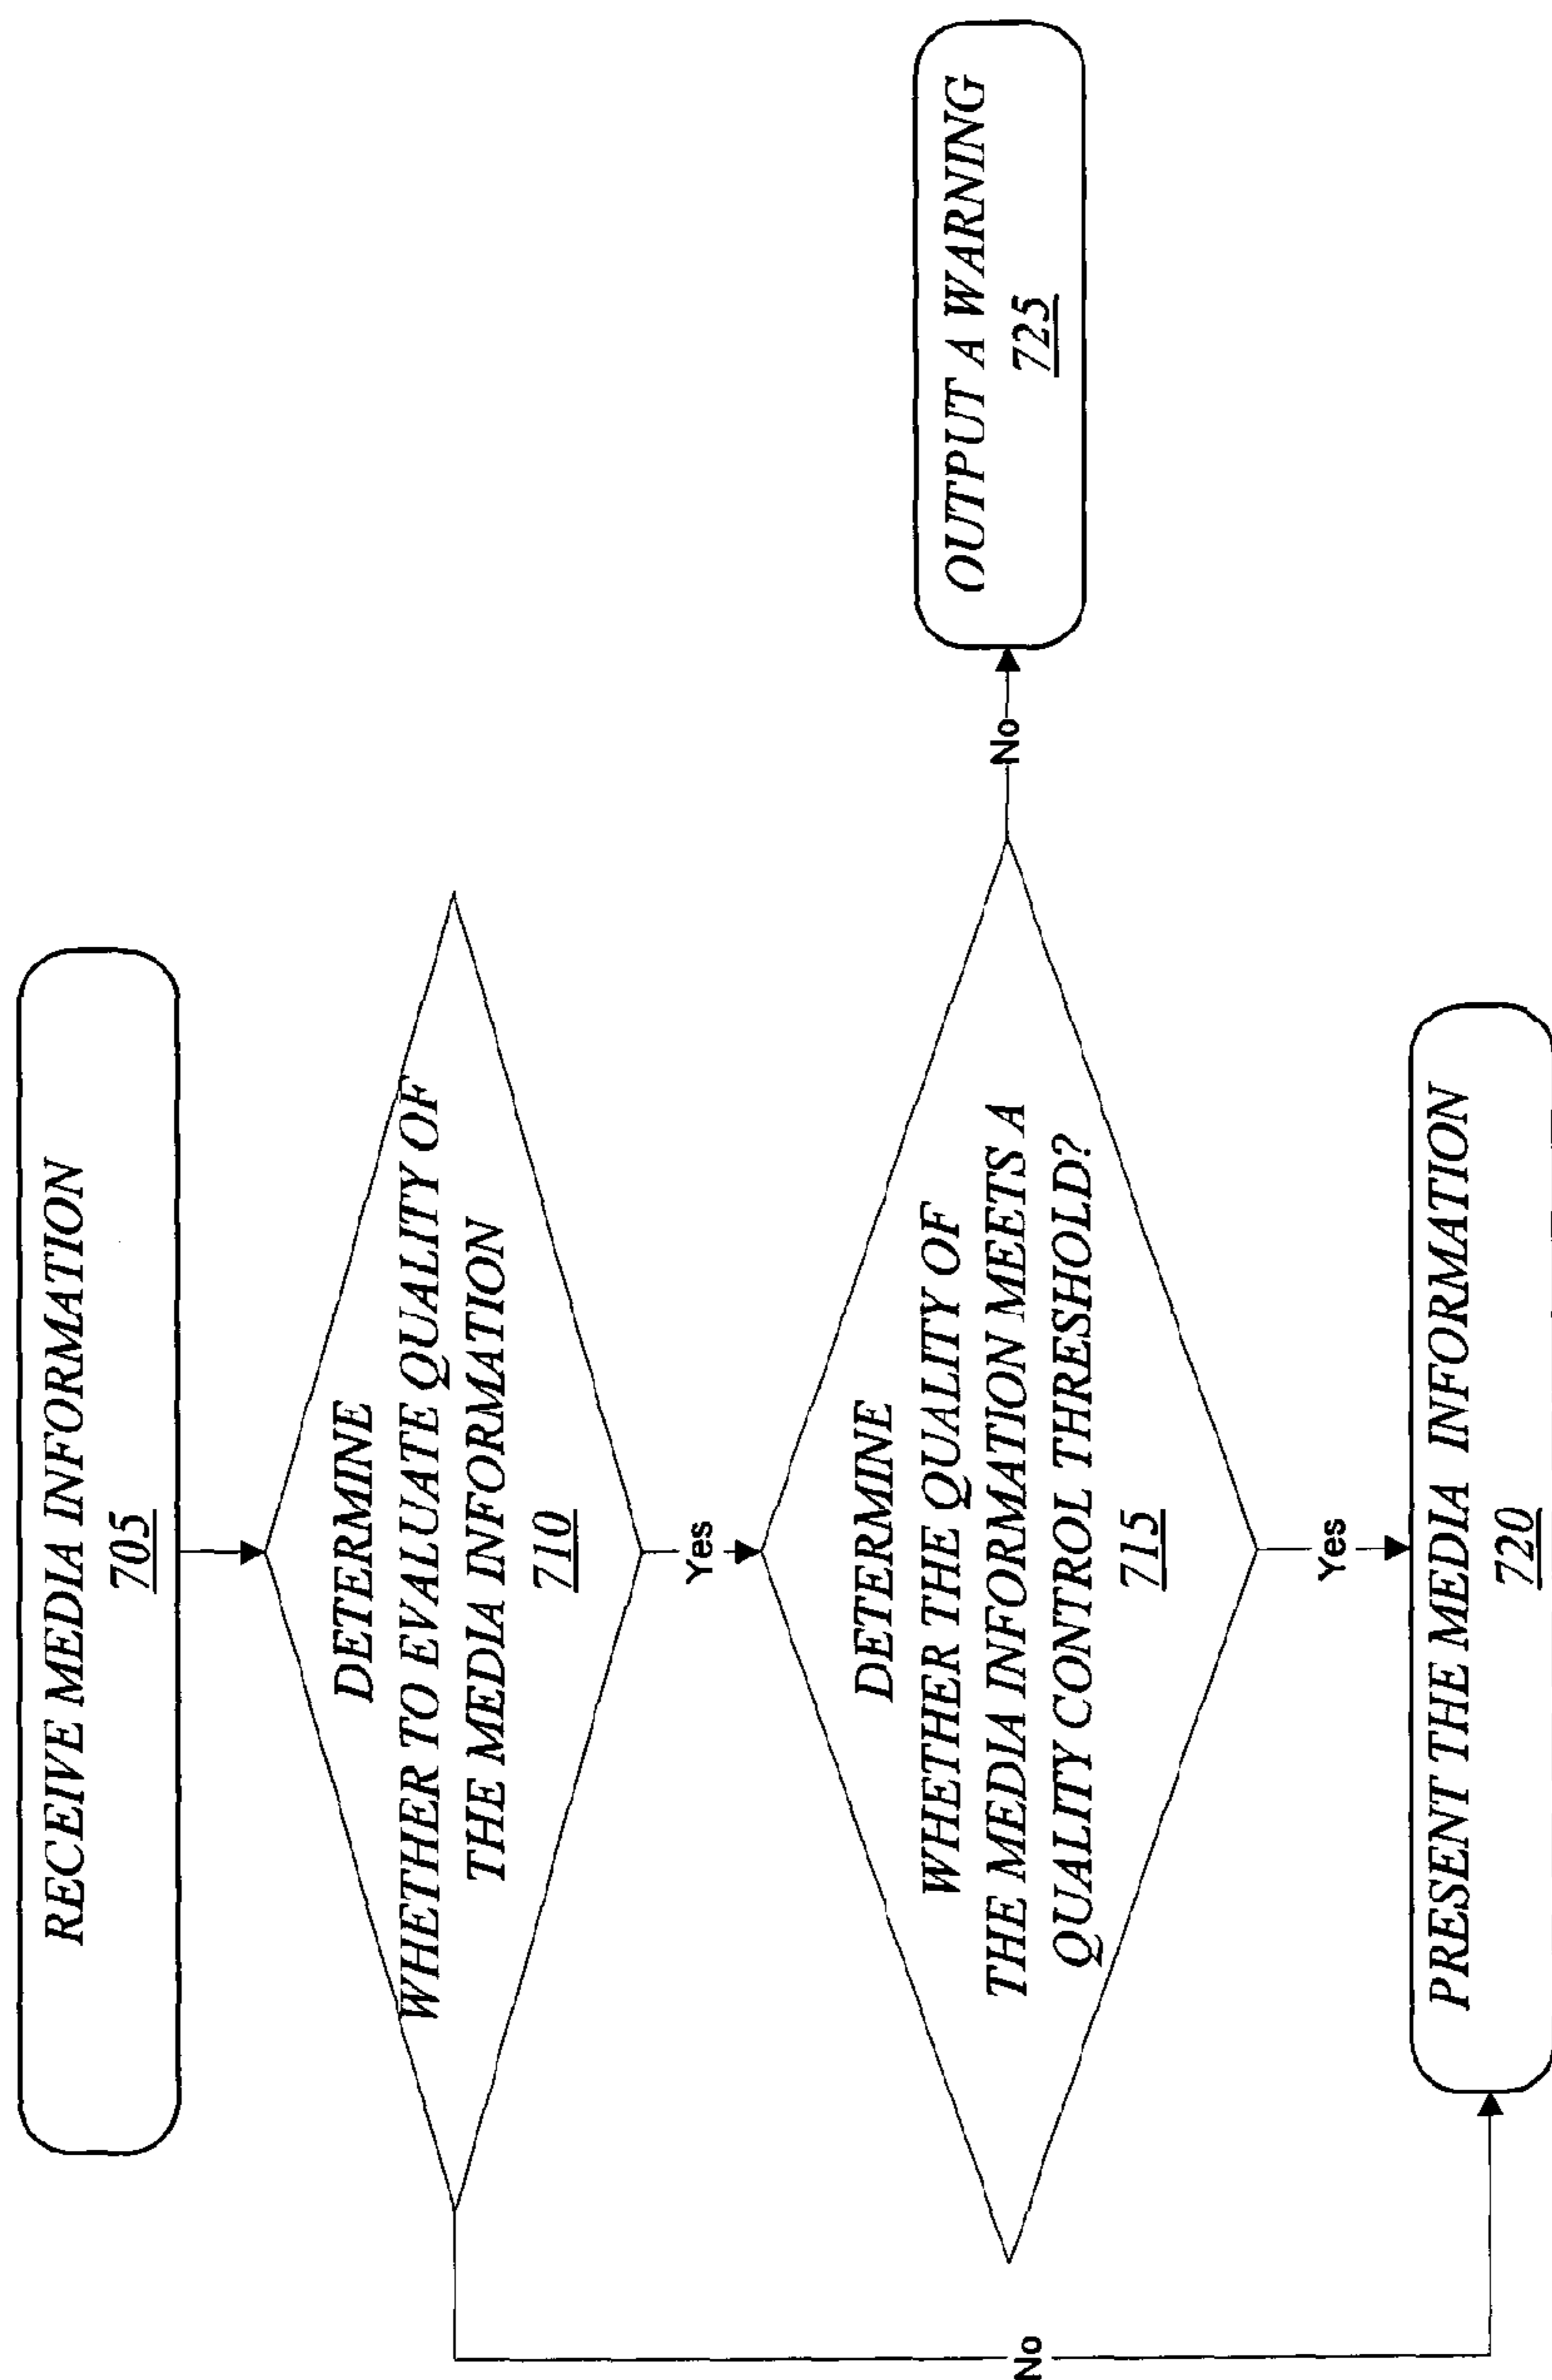 RECEIVE MEDIA INFORMATION
705
DETERMINE
WHETHER TO EVALUATE QUALITY OF
THE MEDIA INFORMATION
710
Yes
No
DETERMINE
WHETHER THE QUALITY OF
THE MEDIA INFORMATION MEETS A
QUALITY CONTROL THRESHOLD?
715
No
OUTPUT A WARNING
725
Yes
PRESENT THE MEDIA INFORMATION
720